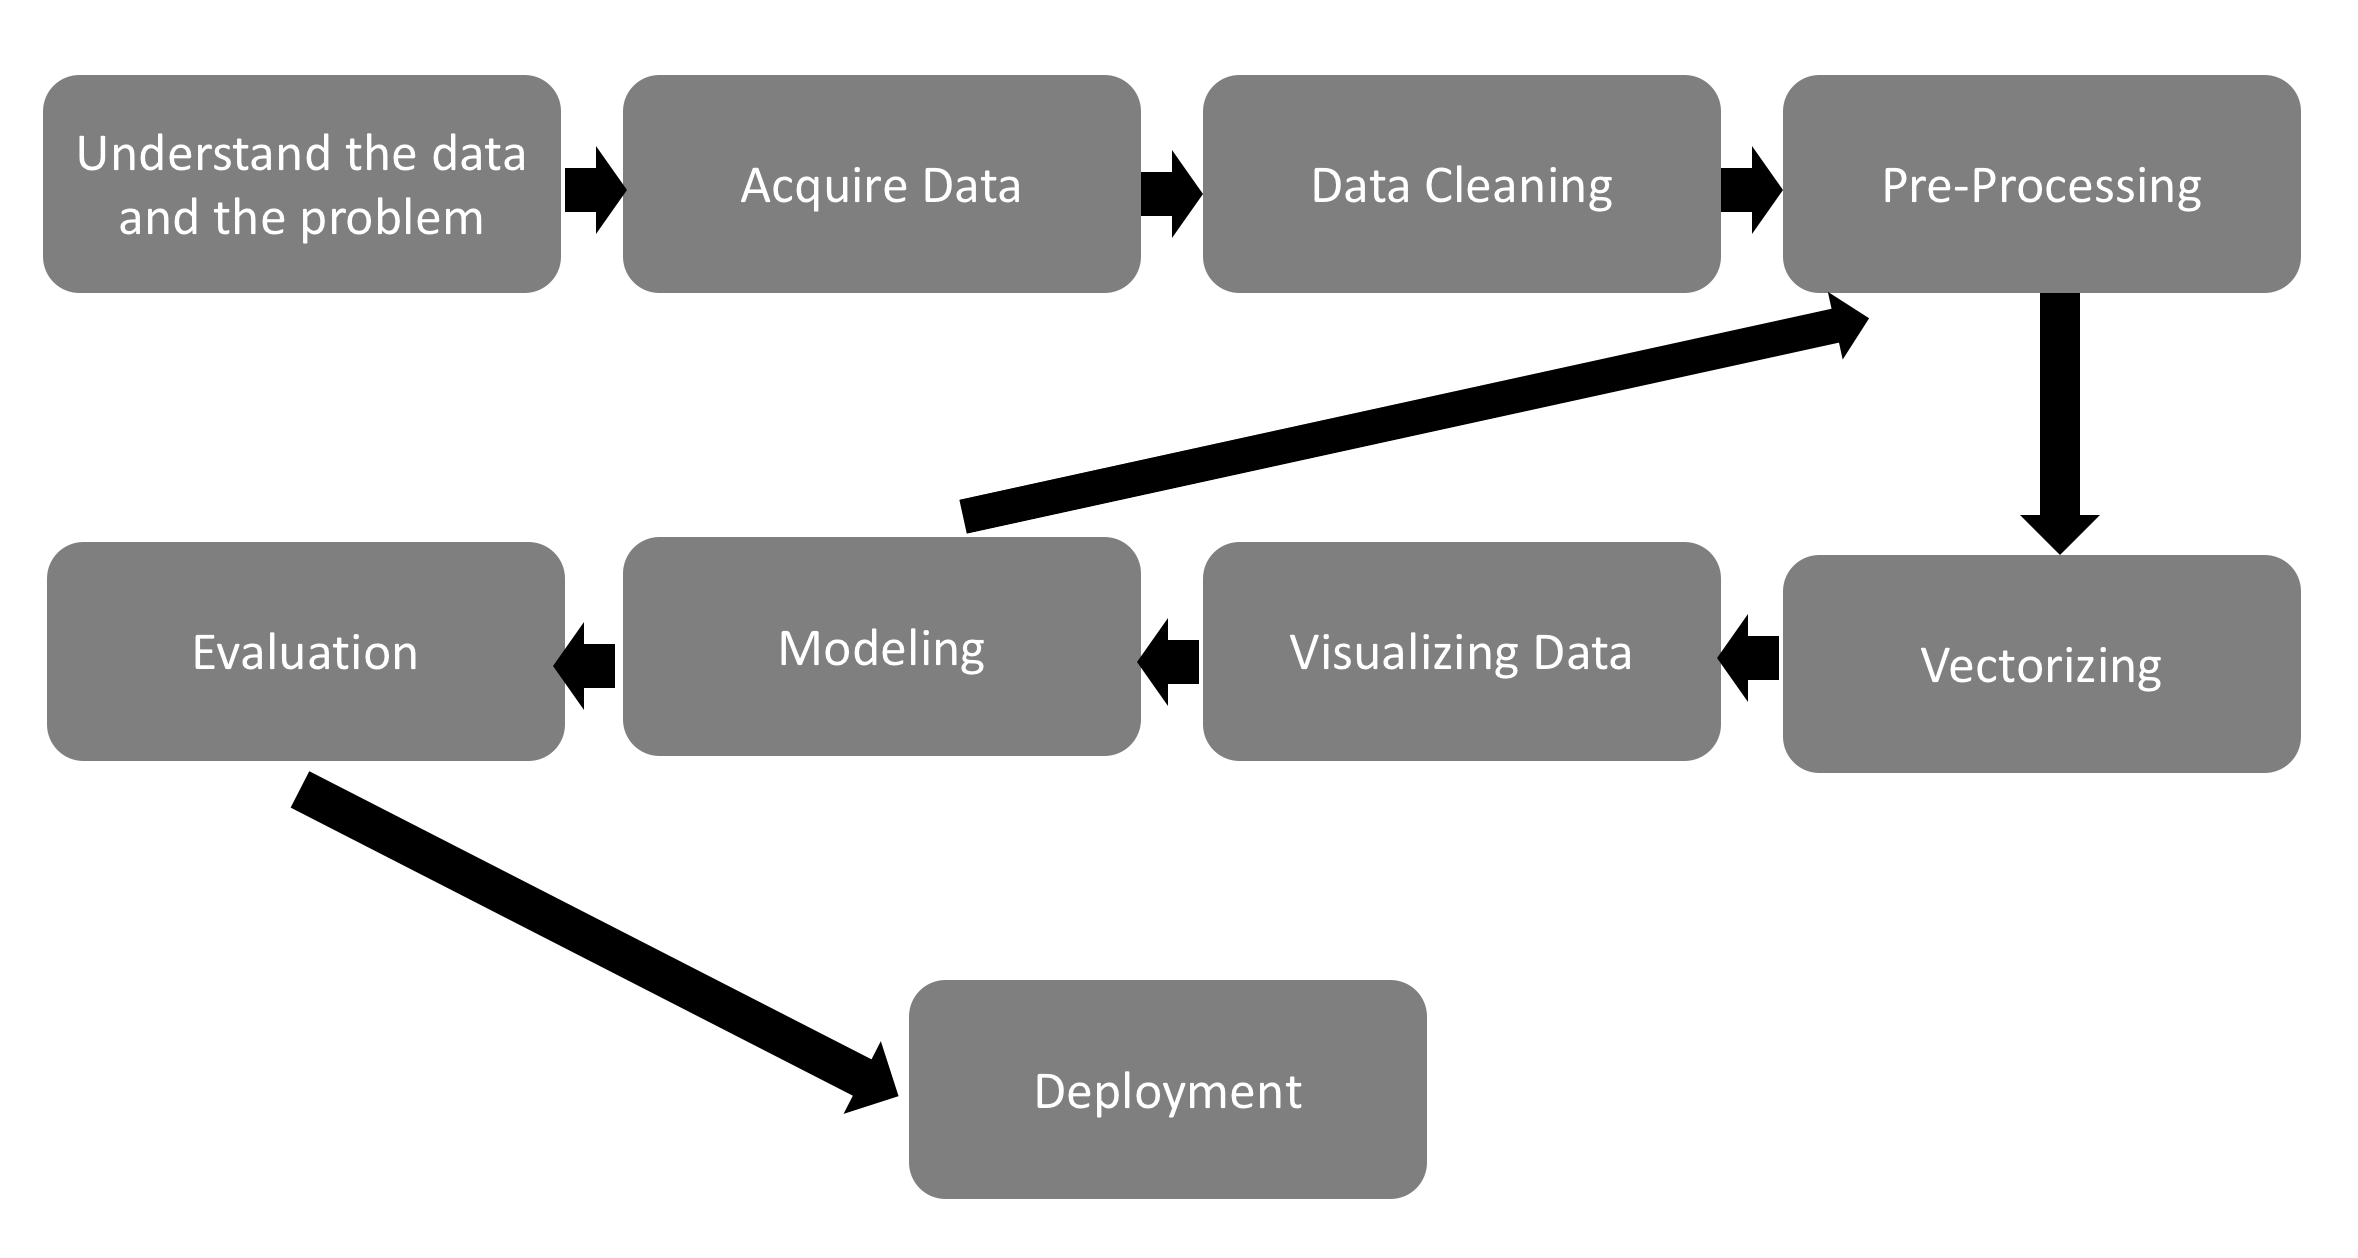 Understand the data
and the problem
Acquire Data
Data Cleaning
Pre-Processing
Evaluation
Modeling
Visualizing Data
Vectorizing
Deployment